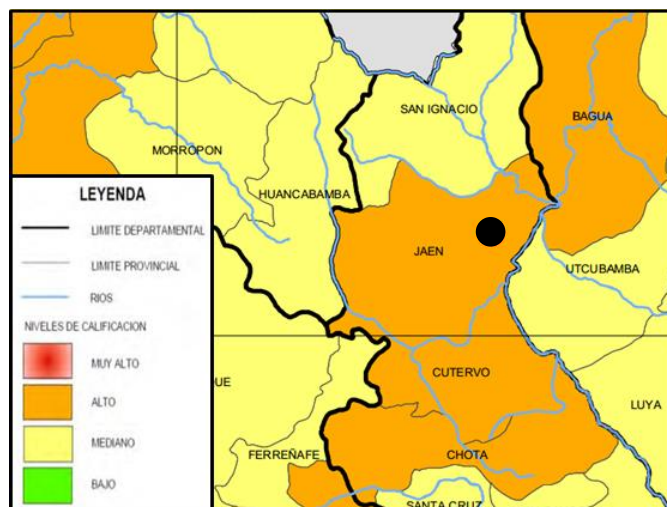 SAN IGNACIO
BAGUA
MORROPON
HUANCABAMBA
JAEN
UTCUBAMBA
CUTERVO
LUYA
QUE
FERREÑAFE
CHOTA
SANTA CRUZ
LEYENDA
LIMITE DEPARTAMENTAL
LIMITE PROVINCIAL
RIOS
NIVELES DE CALIFICACION
MUY ALTO
ALTO
MEDIANO
BAJO